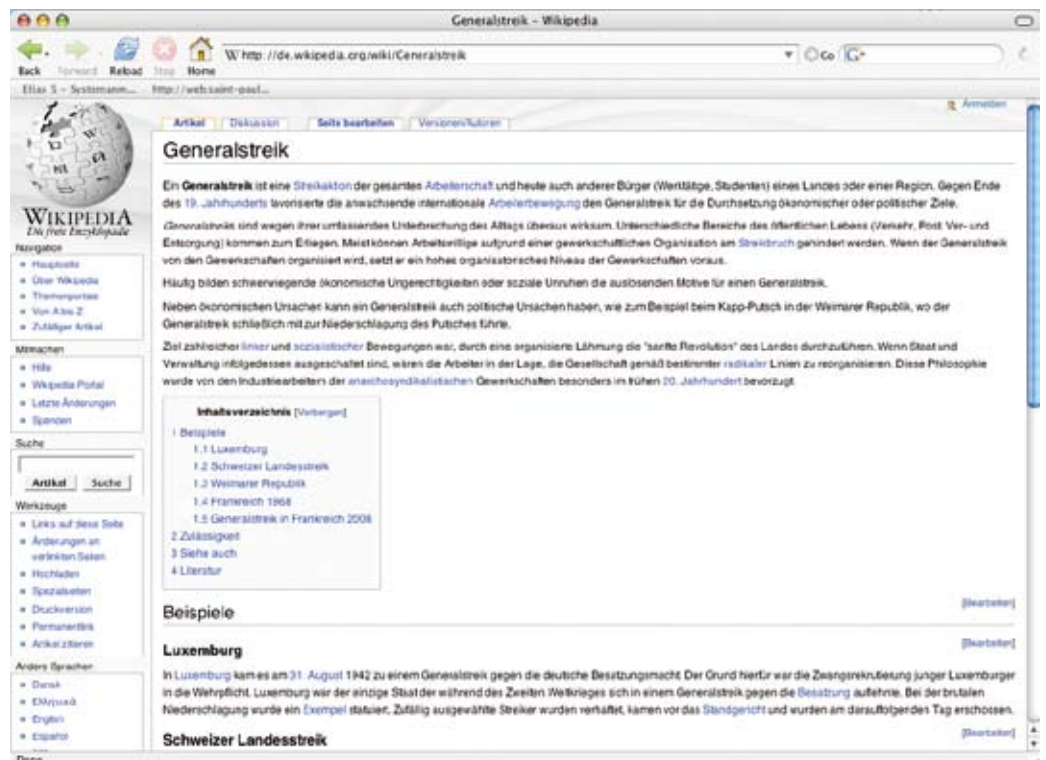 Generalstreik – Wikipedia
Back Forward Reload Stop Home W http://de.wikipedia.org/wiki/Generalstreik Go G
Elias S – Systemanm... http://web.saint-paul...
Anmelden
Artikel Diskussion Seite bearbeiten Versionen/Autoren
Generalstreik
Ein Generalstreik ist eine Streikaktion der gesamten Arbeiterschaft und heute auch anderer Bürger (Werktätige, Studenten) eines Landes oder einer Region. Gegen Ende
des 19. Jahrhunderts favorisierte die anwachsende internationale Arbeiterbewegung den Generalstreik für die Durchsetzung ökonomischer oder politischer Ziele.
Generalstreiks sind wegen ihrer umfassenden Unterbrechung des Alltags überaus wirksam. Unterschiedliche Bereiche des öffentlichen Lebens (Verkehr, Post Ver- und
Entsorgung) kommen zum Erliegen. Meist können Arbeitswillige aufgrund einer gewerkschaftlichen Organisation am Streikbruch gehindert werden. Wenn der Generalstreik
von den Gewerkschaften organisiert wird, setzt er ein hohes organisatorisches Niveau der Gewerkschaften voraus.
Häufig bilden schwerwiegende ökonomische Ungerechtigkeiten oder soziale Unruhen die auslösenden Motive für einen Generalstreik.
Neben ökonomischen Ursachen kann ein Generalstreik auch politische Ursachen haben, wie zum Beispiel beim Kapp-Putsch in der Weimarer Republik, wo der
Generalstreik schließlich mit zur Niederschlagung des Putsches führte.
Ziel zahlreicher linker und sozialistischer Bewegungen war, durch eine organisierte Lähmung die "sanfte Revolution" des Landes durchzuführen. Wenn Staat und
Verwaltung infolgedessen ausgeschaltet sind, wären die Arbeiter in der Lage, die Gesellschaft gemäß bestimmter radikaler Linien zu reorganisieren. Diese Philosophie
wurde von den Industriearbeitern der anarchosyndikalistischen Gewerkschaften besonders im frühen 20. Jahrhundert bevorzugt.
Inhaltsverzeichnis [Verbergen]
1 Beispiele
1.1 Luxemburg
1.2 Schweizer Landesstreik
1.3 Weimarer Republik
1.4 Frankreich 1968
1.5 Generalstreik in Frankreich 2006
2 Zulässigkeit
3 Siehe auch
4 Literatur
Beispiele [Bearbeiten]
Luxemburg [Bearbeiten]
In Luxemburg kam es am 31. August 1942 zu einem Generalstreik gegen die deutsche Besatzungsmacht. Der Grund hierfür war die Zwangsrekrutierung junger Luxemburger
in die Wehrpflicht. Luxemburg war der einzige Staat der während des Zweiten Weltkrieges sich in einem Generalstreik gegen die Besatzung auflehnte. Bei der brutalen
Niederschlagung wurde ein Exempel statuiert. Zufällig ausgewählte Streiker wurden verhaftet, kamen vor das Standgericht und wurden am darauffolgenden Tag erschossen.
Schweizer Landesstreik [Bearbeiten]
WIKIPEDIA
Die freie Enzyklopädie
Navigation
Hauptseite
Über Wikipedia
Themenportale
Von A bis Z
Zufälliger Artikel
Mitmachen
Hilfe
Wikipedia Portal
Letzte Änderungen
Spenden
Suche
Artikel Suche
Werkzeuge
Links auf diese Seite
Änderungen an
verlinkten Seiten
Hochladen
Spezialseiten
Druckversion
Permanentlink
Artikel zitieren
Andere Sprachen
Dansk
Ελληνικά
English
Español